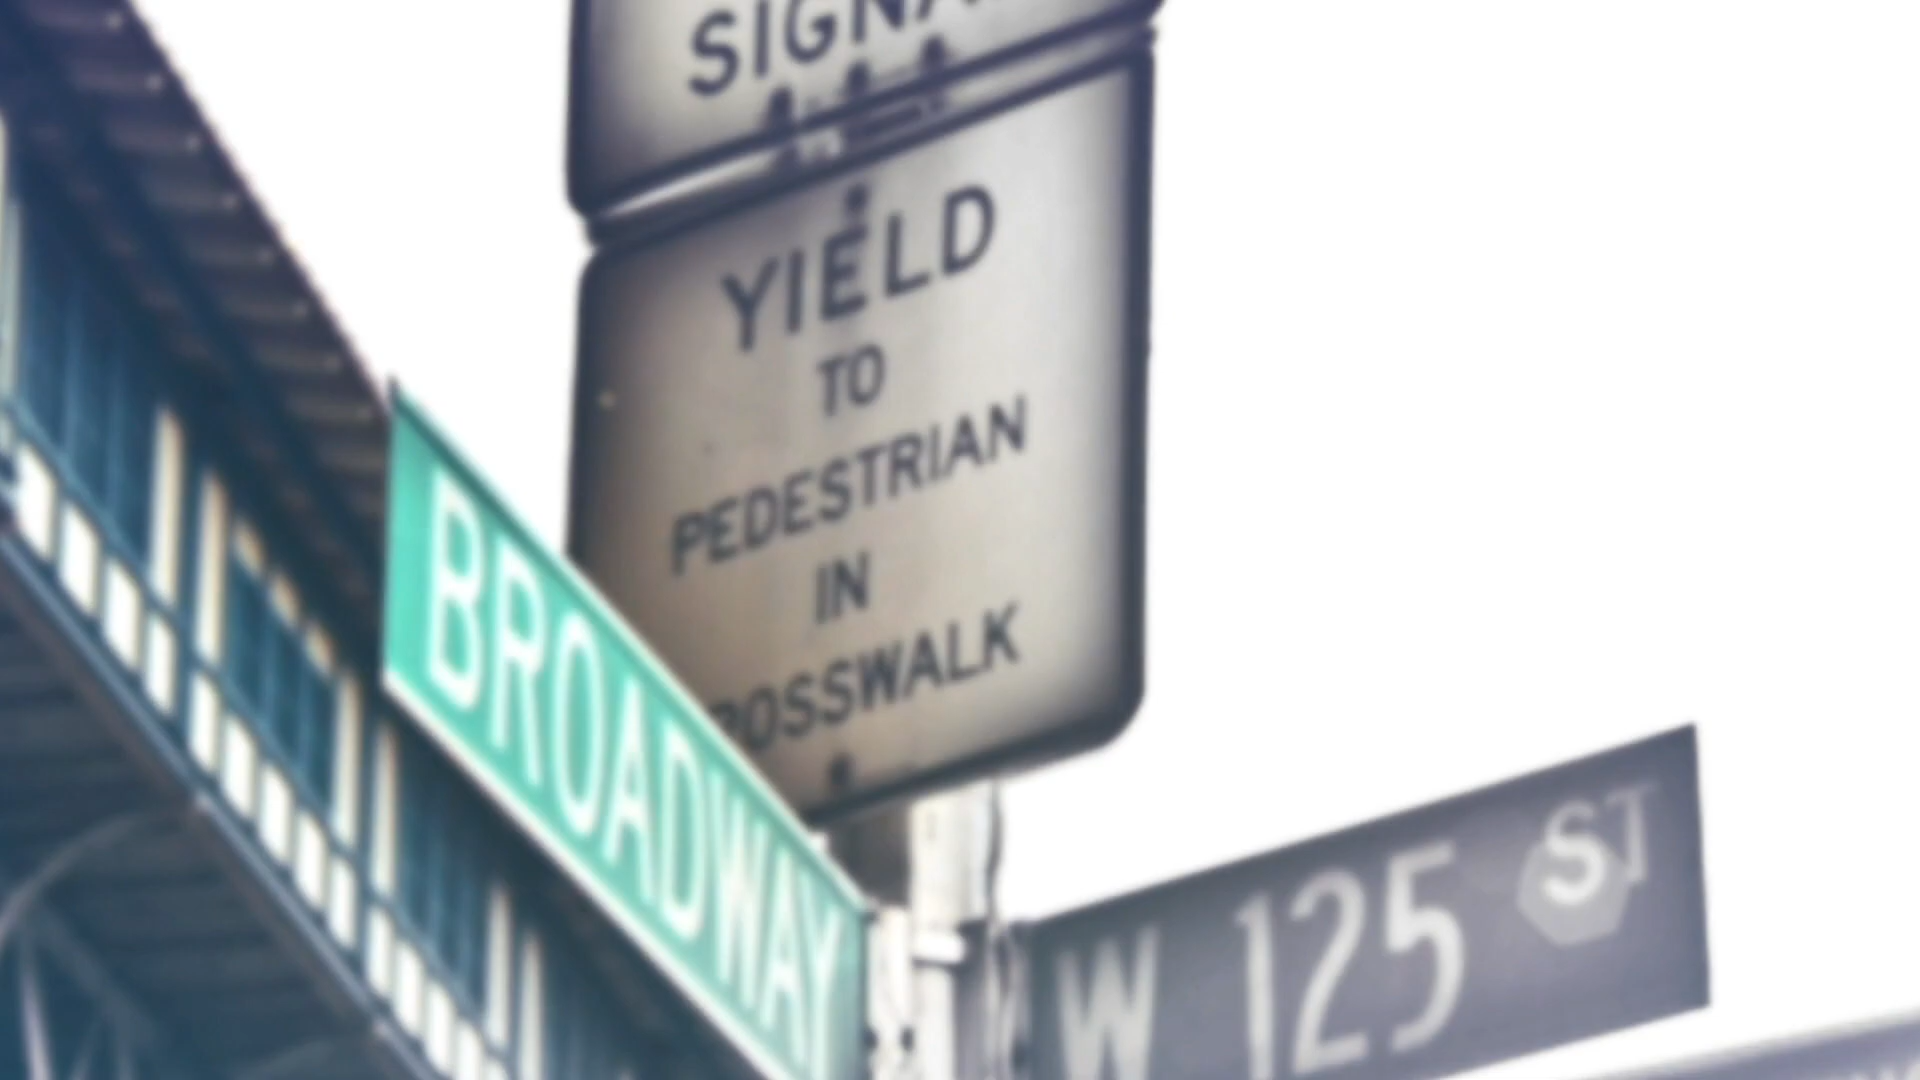 SIGNA
YIELD
TO
PEDESTRIAN
IN
ROSSWALK
BROADWAY
W 125 ST